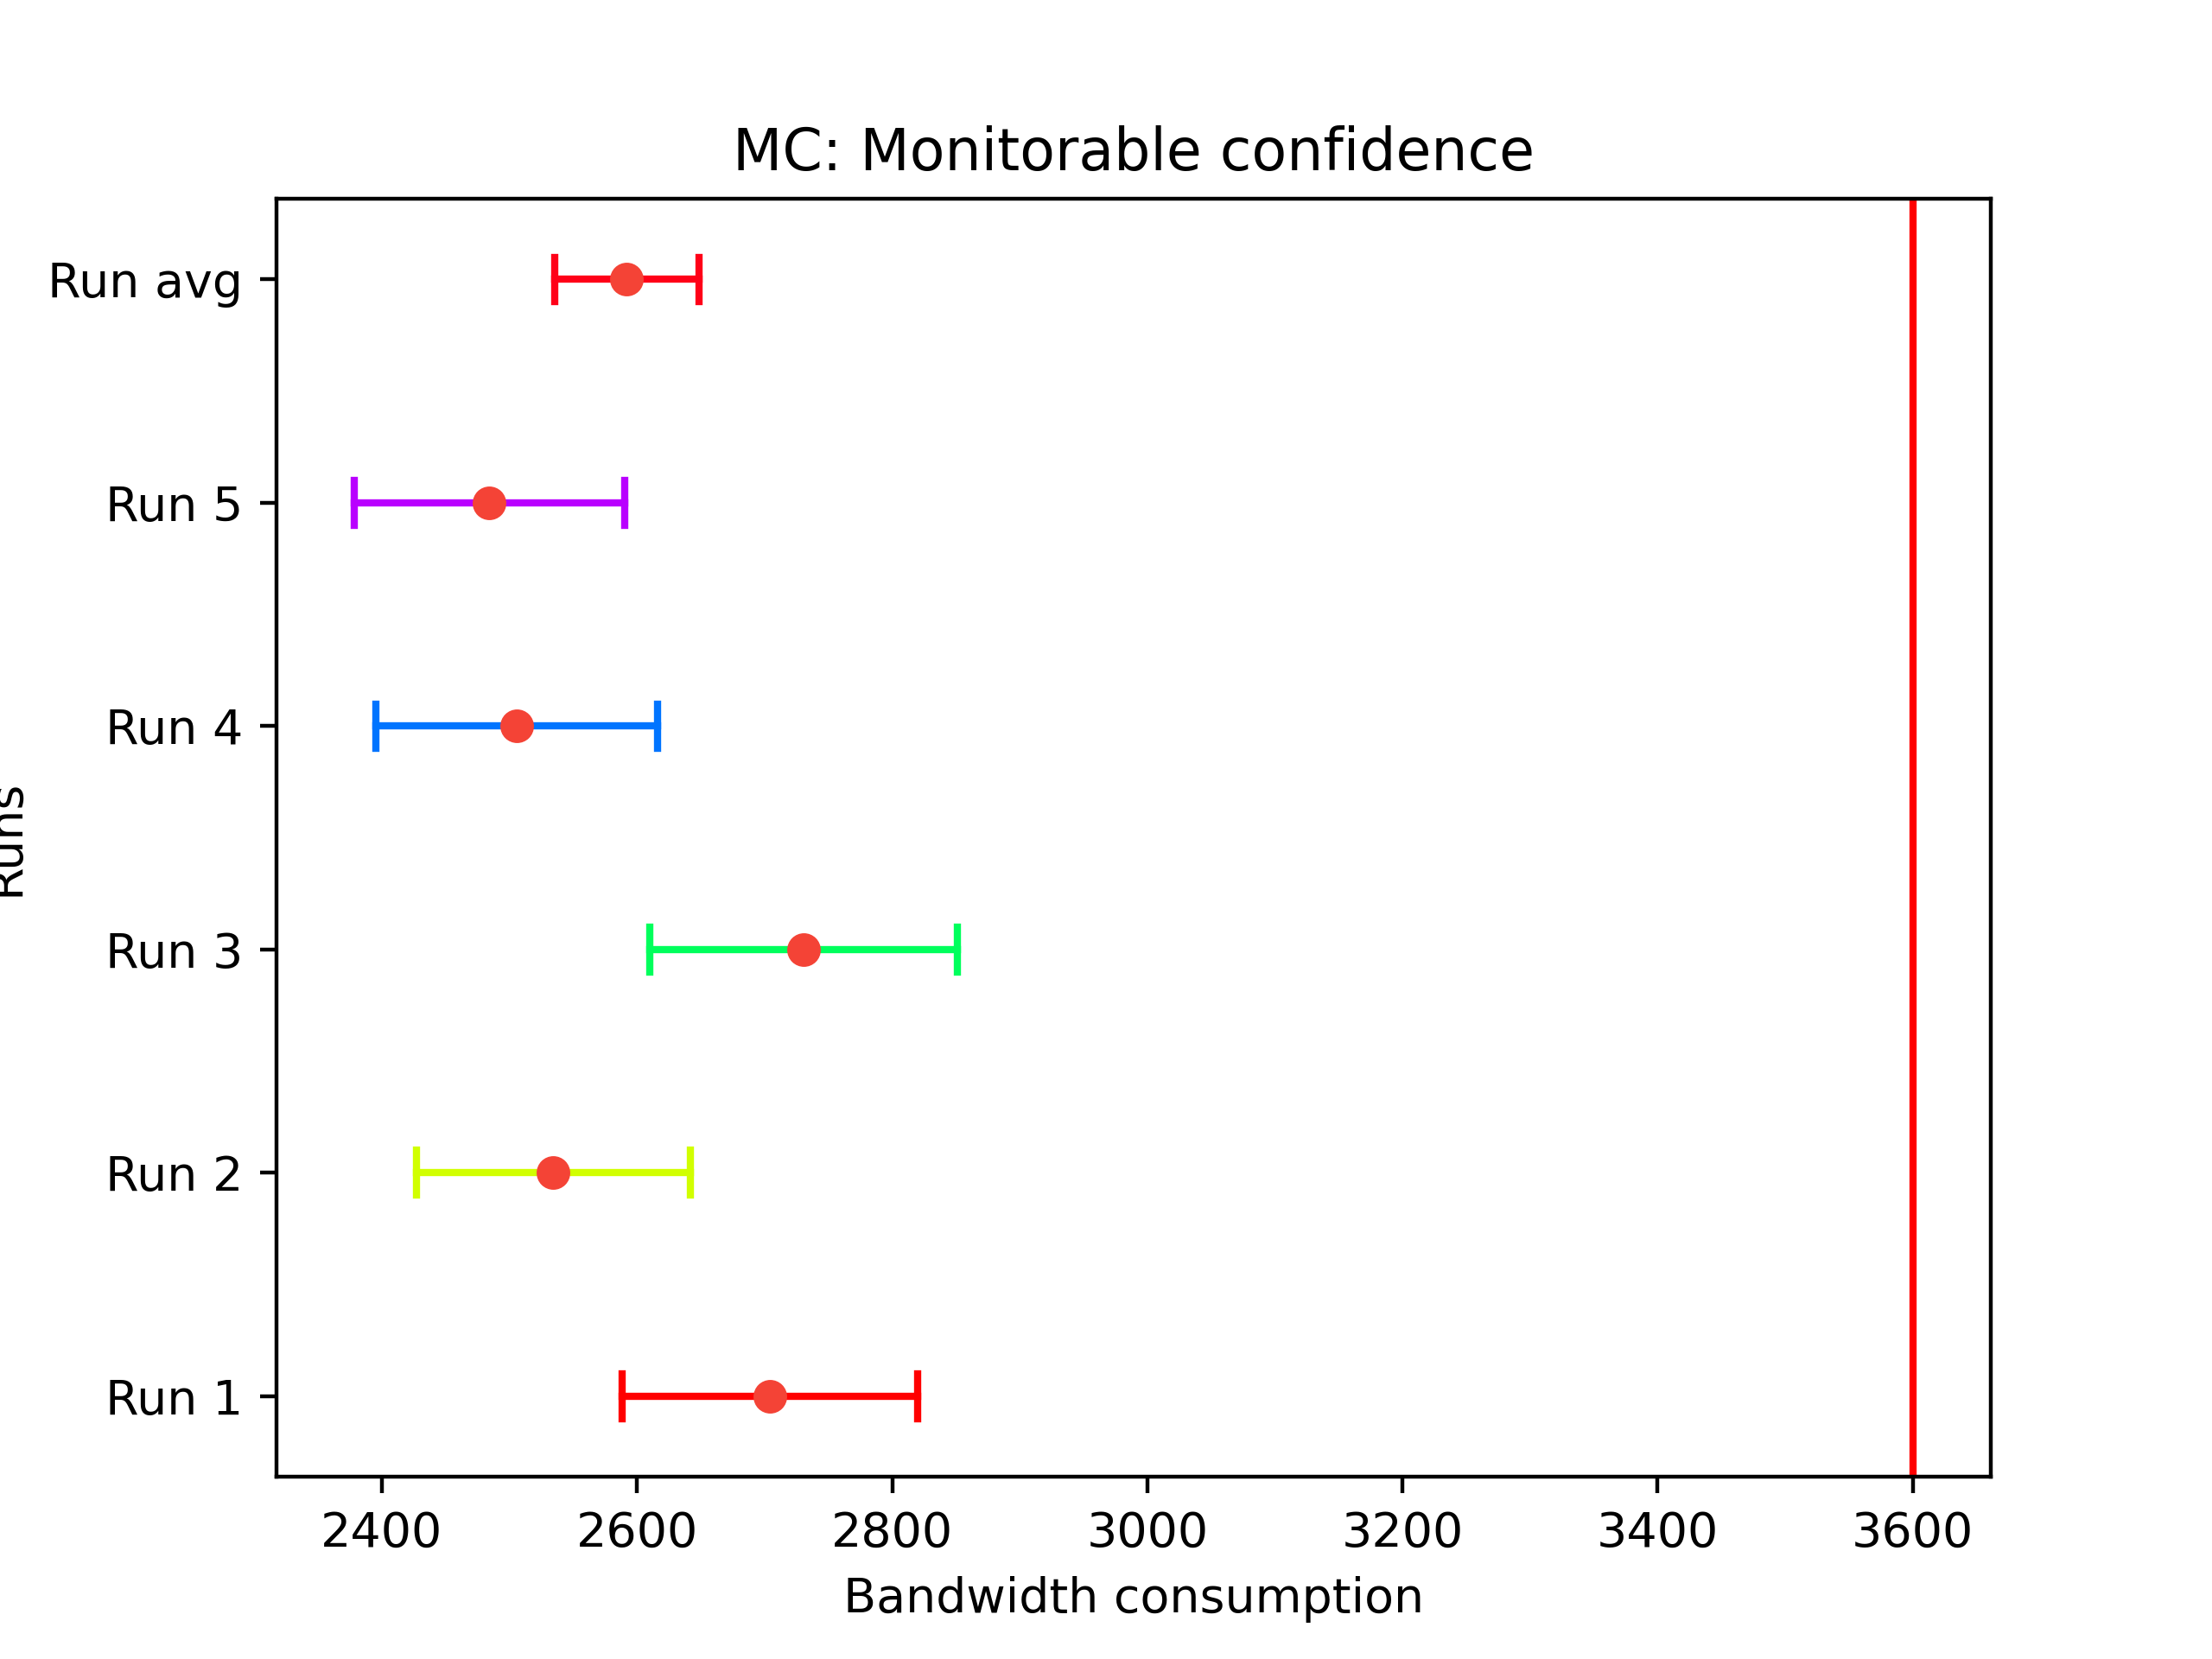 MC: Monitorable confidence
Run avg
Run 5
Run 4
Runs
Run 3
Run 2
Run 1
2400 2600 2800 3000 3200 3400 3600
Bandwidth consumption